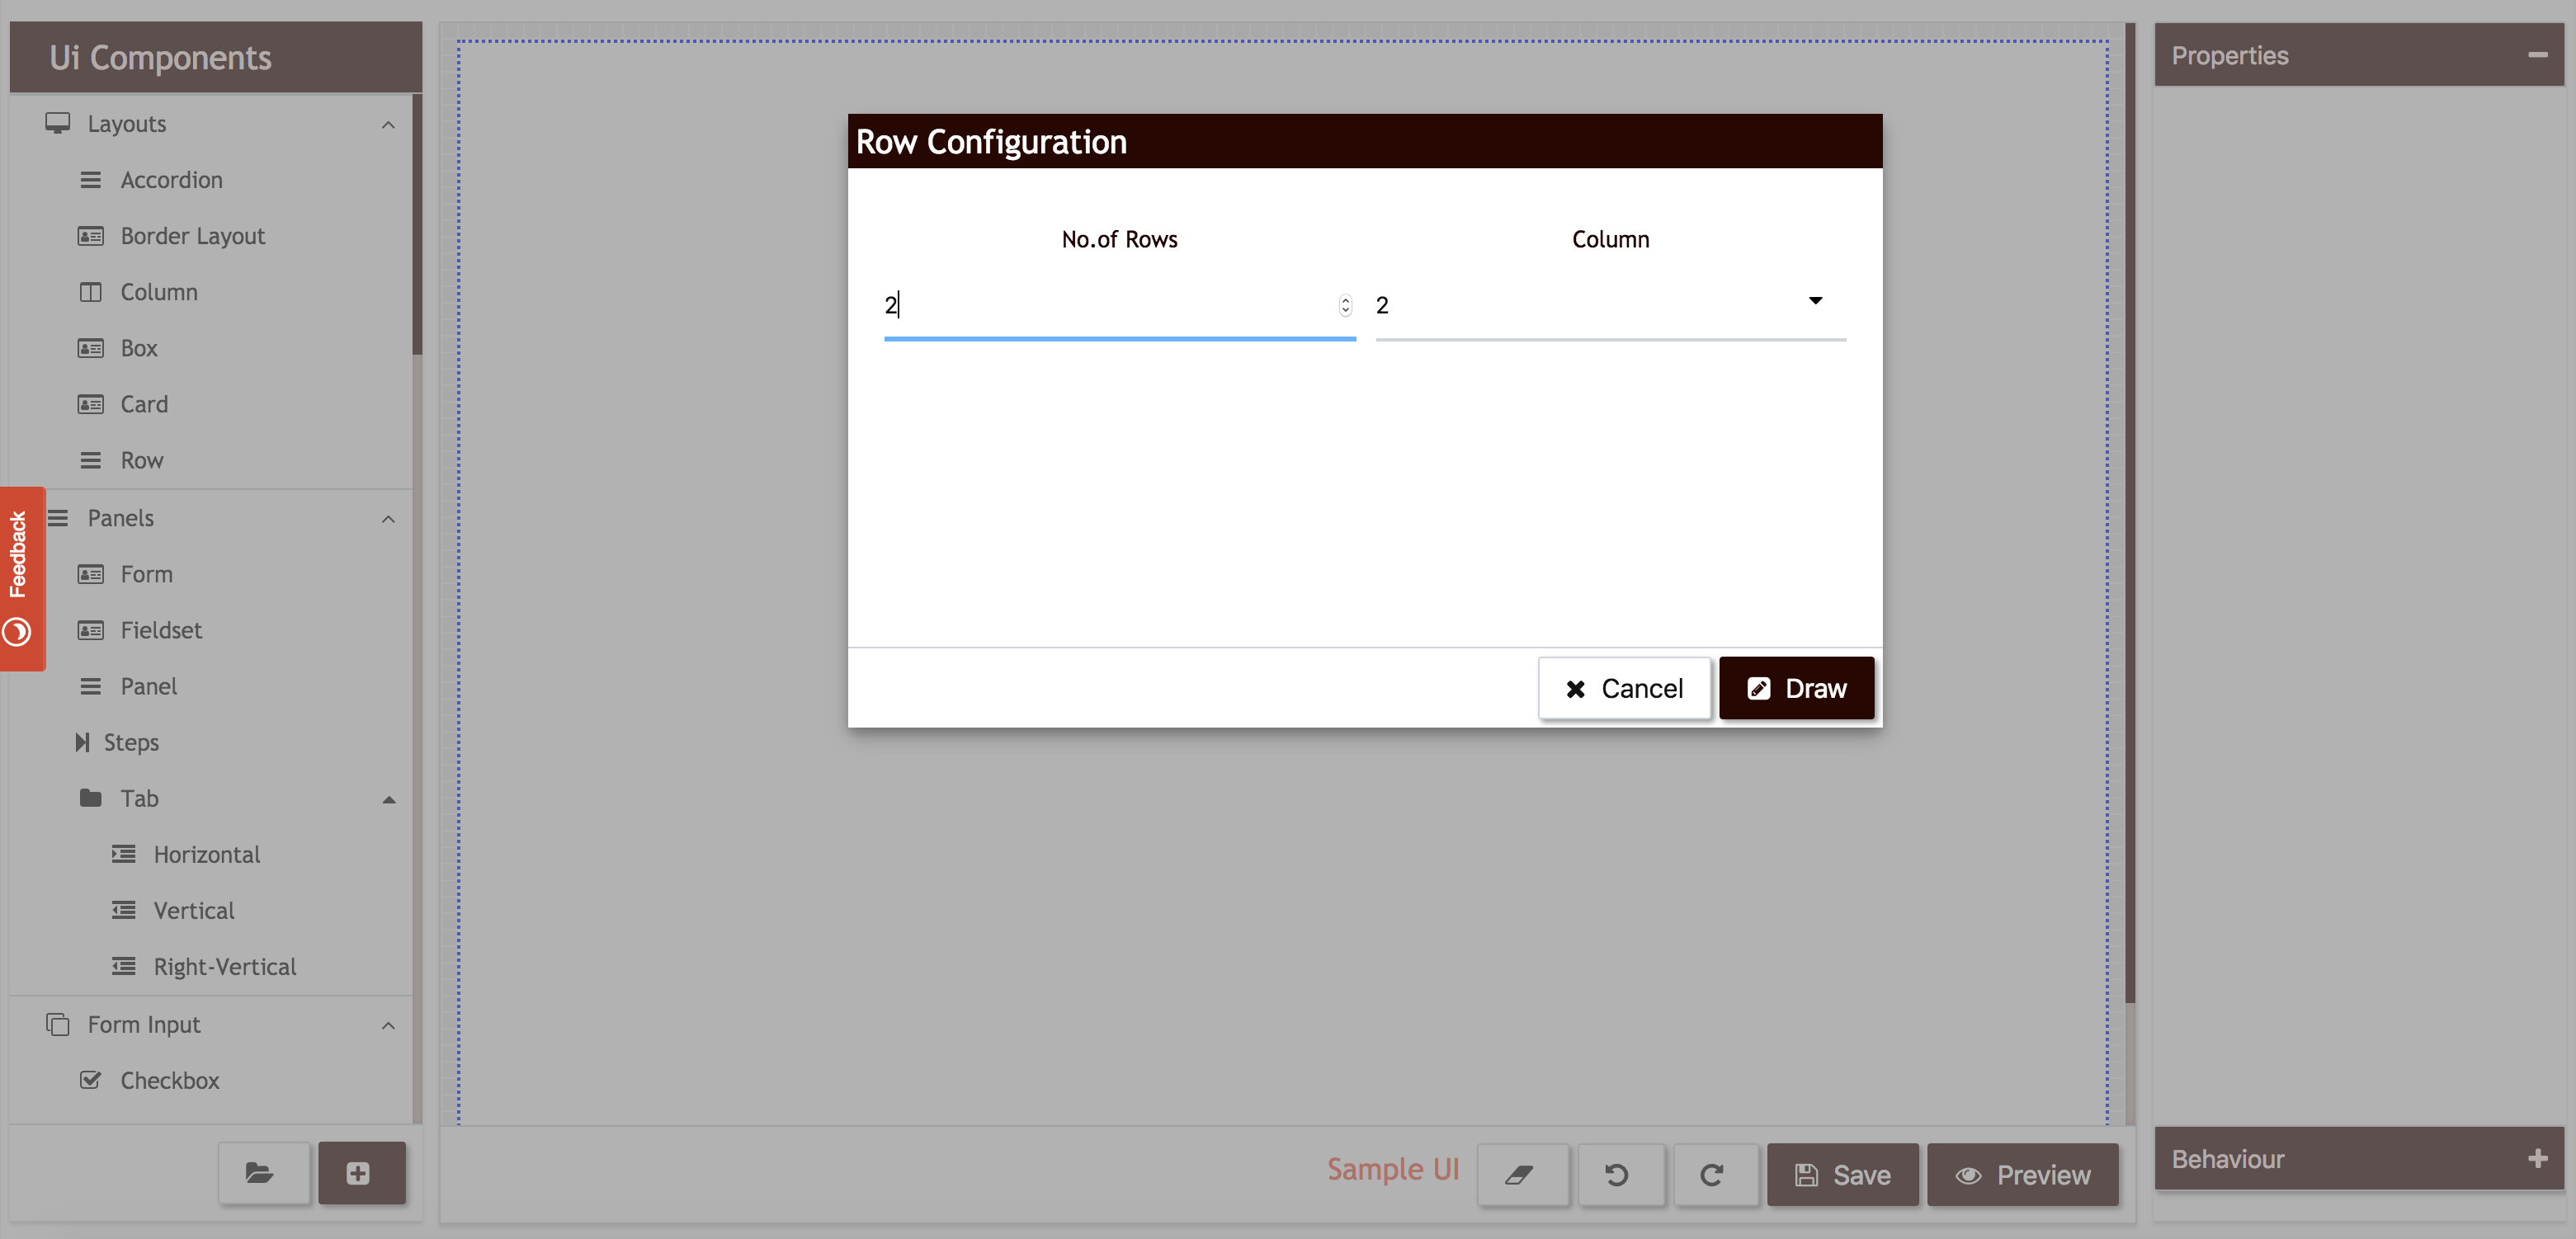 Ui Components
Layouts
Accordion
Border Layout
Column
Box
Card
Row
Panels
Form
Fieldset
Panel
Steps
Tab
Horizontal
Vertical
Right-Vertical
Form Input
Checkbox
Feedback
Row Configuration
No.of Rows
Column
2
2
Cancel
Draw
Sample UI
Save
Preview
Properties
Behaviour